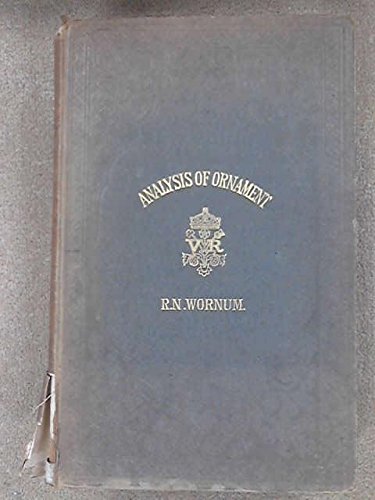 ANALYSIS OF ORNAMENT
VR
R.N.WORNUM.